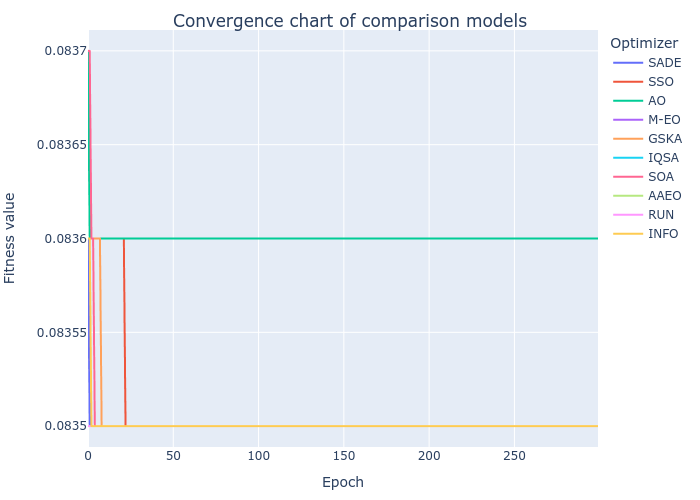 Convergence chart of comparison models
Fitness value
0.0837
0.08365
0.0836
0.08355
0.0835
0
50
100
150
200
250
Epoch
Optimizer
SADE
SSO
AO
M-EO
GSKA
IQSA
SOA
AAEO
RUN
INFO